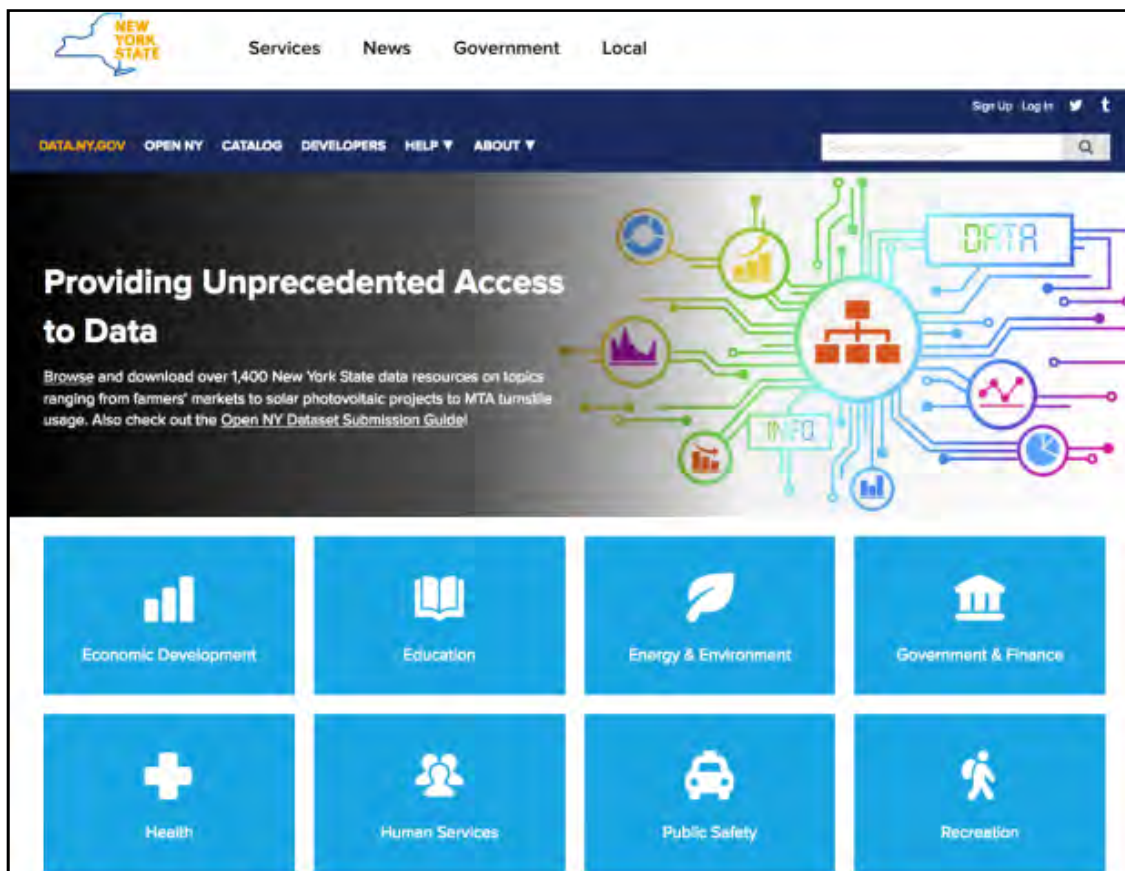 NEW
YORK
STATE
Services News Government Local
Sign Up Log In
DATA.NY.GOV OPEN NY CATALOG DEVELOPERS HELP ▼ ABOUT ▼
DATA
Providing Unprecedented Access
to Data
Browse and download over 1,400 New York State data resources on topics
ranging from farmers' markets to solar photovoltaic projects to MTA turnstile
usage. Also check out the Open NY Dataset Submission Guide!
INFO
Economic Development Education Energy & Environment Government & Finance
Health Human Services Public Safety Recreation